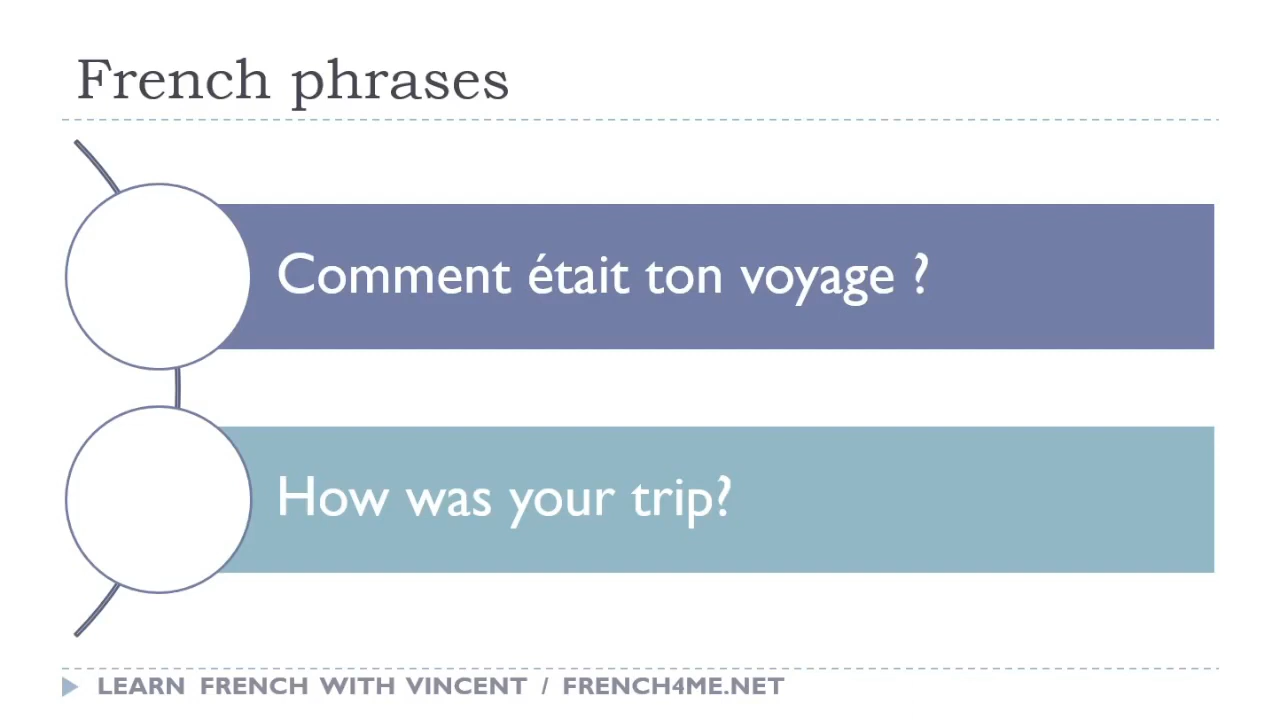 French phrases
Comment était ton voyage ?
How was your trip?
LEARN FRENCH WITH VINCENT / FRENCH4ME.NET